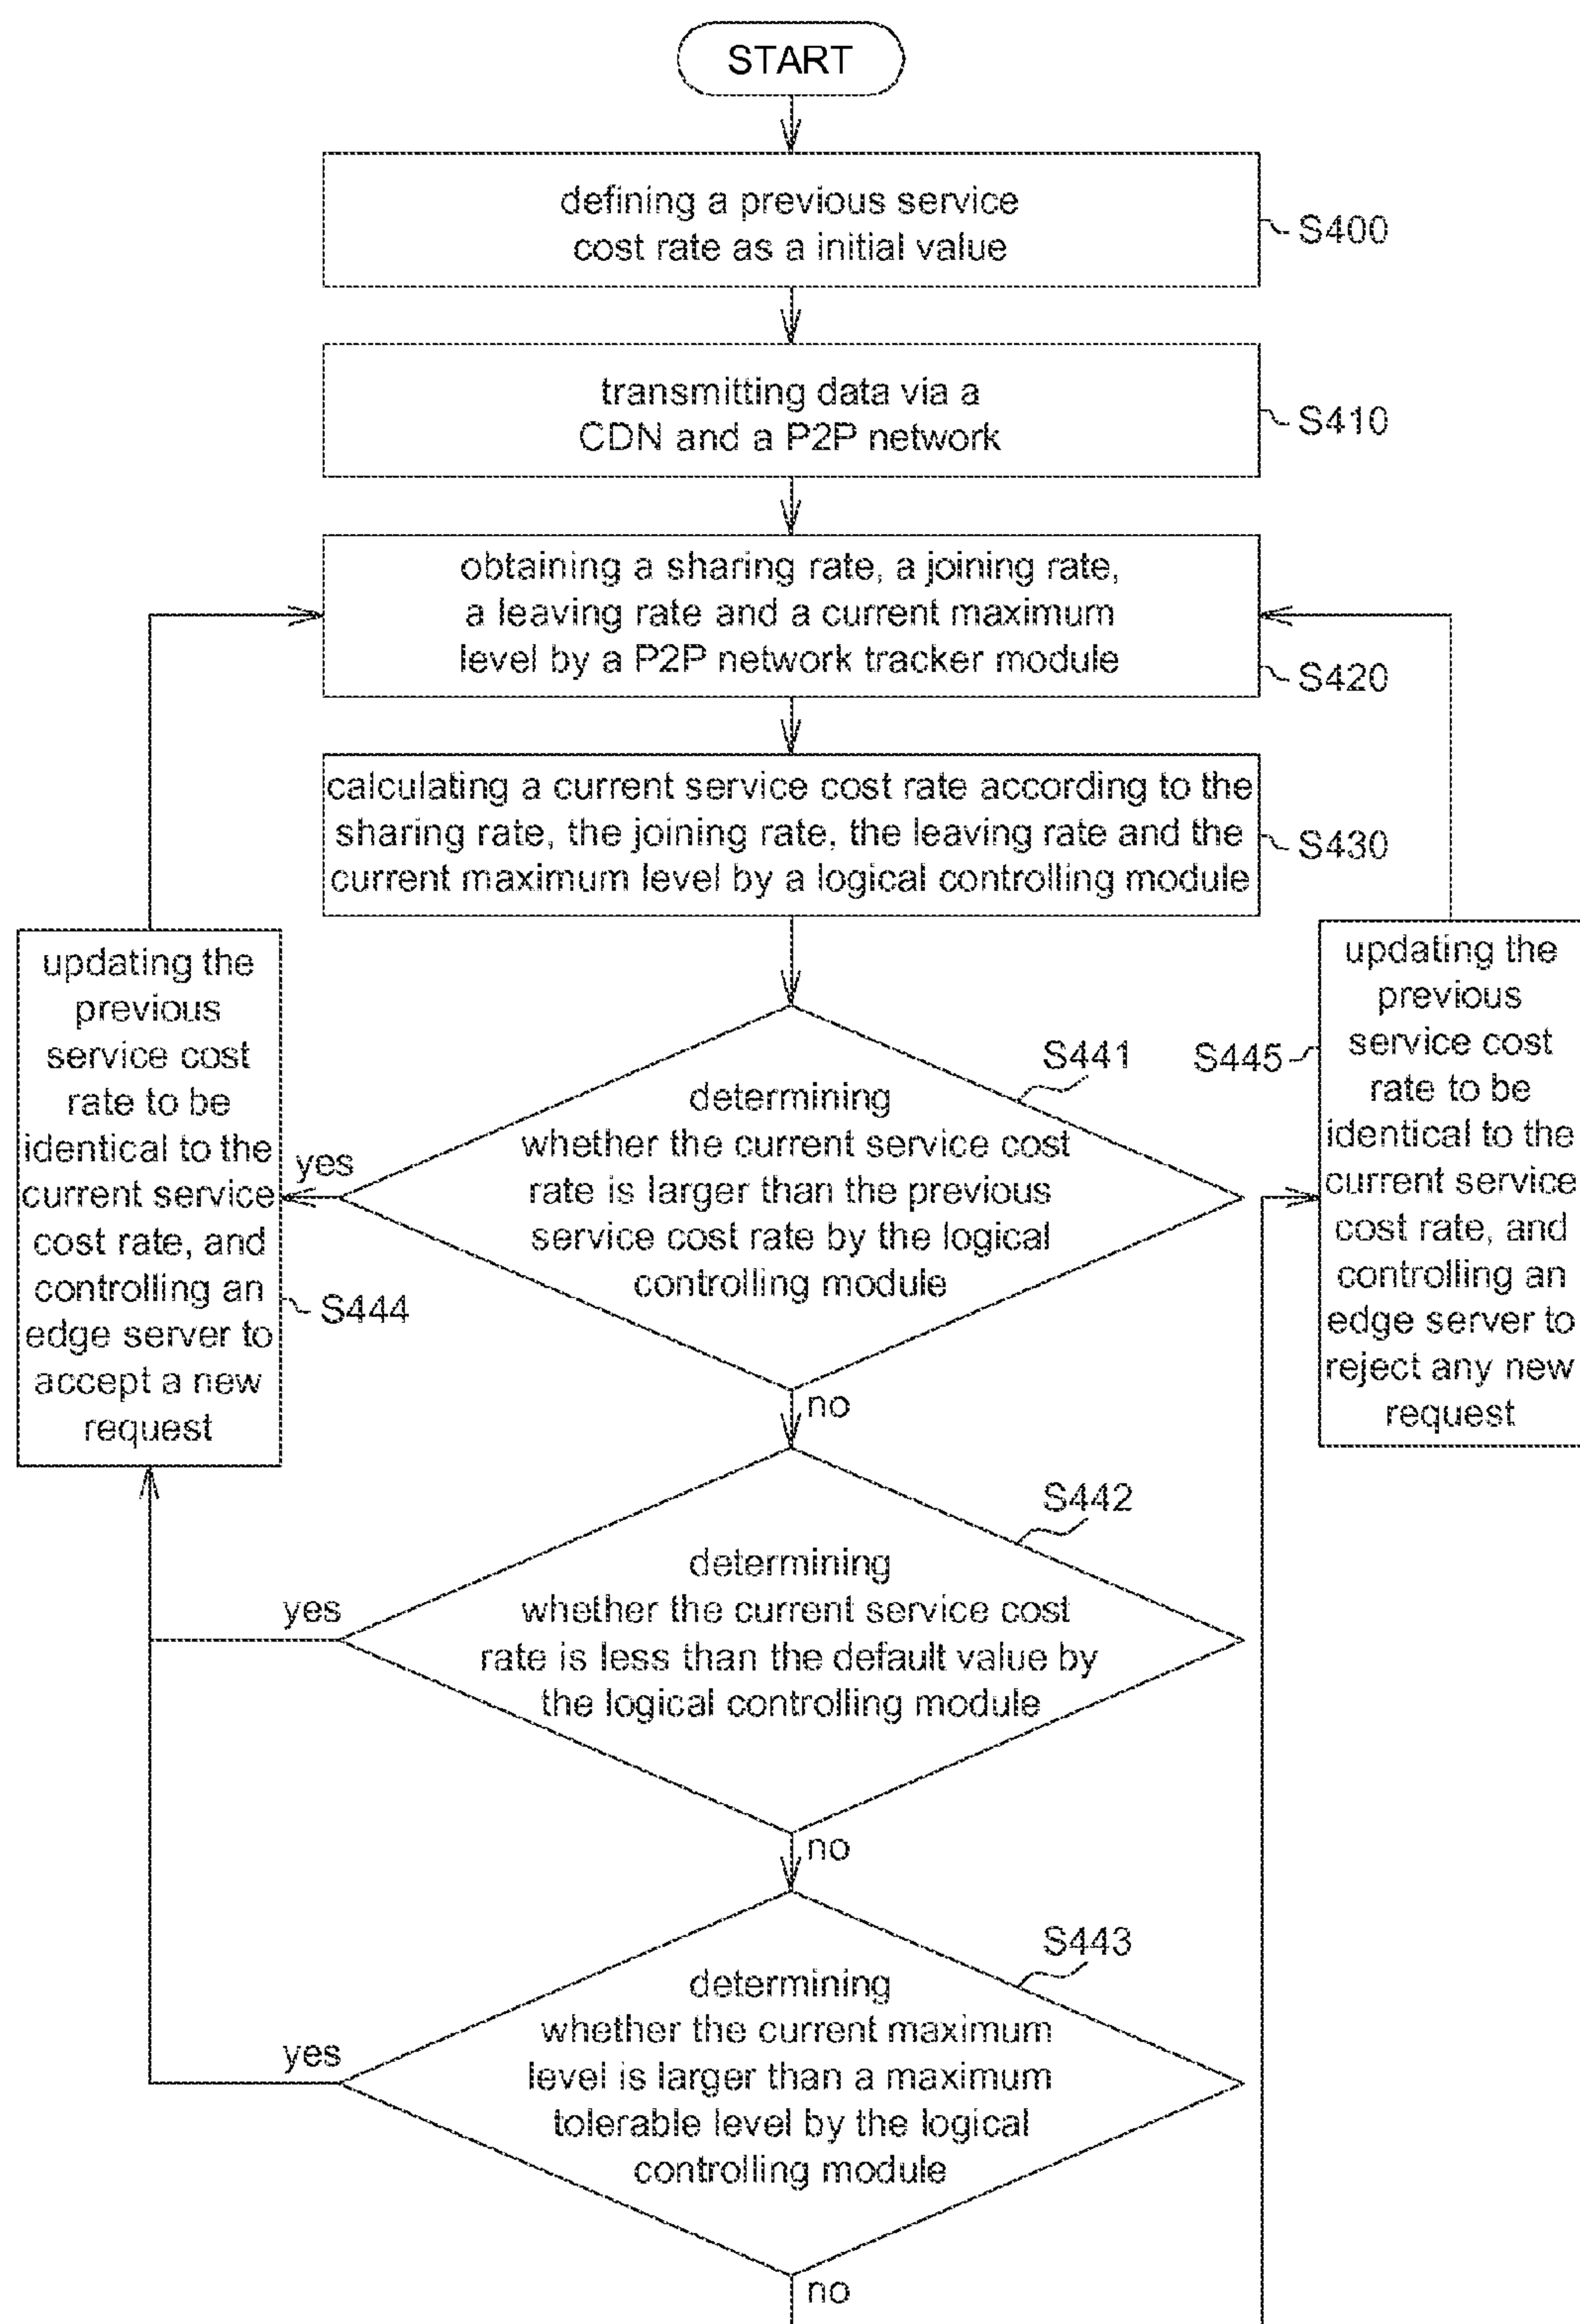 START
defining a previous service
cost rate as a initial value
S400
transmitting data via a
CDN and a P2P network
S410
obtaining a sharing rate, a joining rate,
a leaving rate and a current maximum
level by a P2P network tracker module
S420
calculating a current service cost rate according to the
sharing rate, the joining rate, the leaving rate and the
current maximum level by a logical controlling module
S430
updating the
previous
service cost
rate to be
identical to the
current service
cost rate, and
controlling an
edge server to
accept a new
request
S444
yes
S441
determining
whether the current service cost
rate is larger than the previous
service cost rate by the logical
controlling module
no
S445
updating the
previous
service cost
rate to be
identical to the
current service
cost rate, and
controlling an
edge server to
reject any new
request
S442
determining
whether the current service cost
rate is less than the default value by
the logical controlling module
yes
no
S443
determining
whether the current maximum
level is larger than a maximum
tolerable level by the logical
controlling module
yes
no